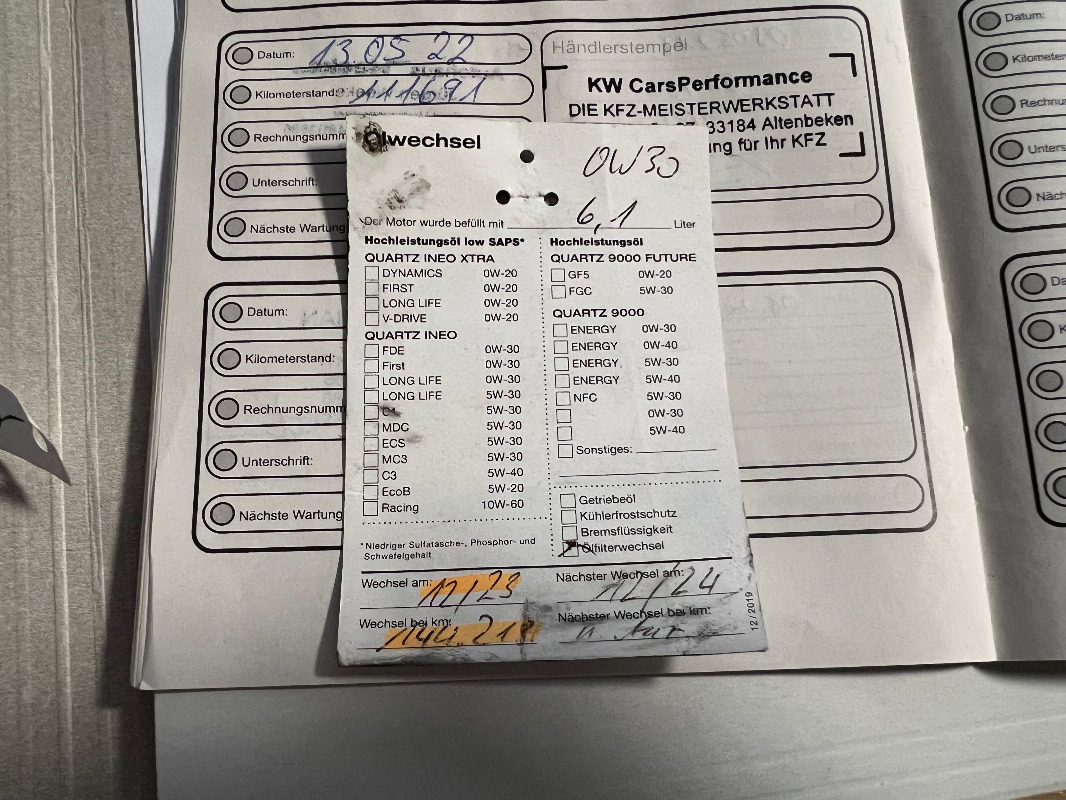 Datum: 13.05 22
Kilometerstand: 111691
Rechnungsnumm
Unterschrift:
Nächste Wartung
Händlerstempel
KW CarsPerformance
DIE KFZ-MEISTERWERKSTATT
33184 Altenbeken
ng für Ihr KFZ
Ölwechsel
0W30
Der Motor wurde befüllt mit 6,1 Liter
Hochleistungsöl low SAPS*
QUARTZ INEO XTRA
DYNAMICS 0W-20
FIRST 0W-20
LONG LIFE 0W-20
V-DRIVE 0W-20
QUARTZ INEO
FDE 0W-30
First 0W-30
LONG LIFE 0W-30
LONG LIFE 5W-30
C4 5W-30
MDC 5W-30
ECS 5W-30
MC3 5W-30
C3 5W-40
EcoB 5W-20
Racing 10W-60
*Niedriger Sulfatasche-, Phosphor- und
Schwefelgehalt
Hochleistungsöl
QUARTZ 9000 FUTURE
GF5 0W-20
FGC 5W-30
QUARTZ 9000
ENERGY 0W-30
ENERGY 0W-40
ENERGY 5W-30
ENERGY 5W-40
NFC 5W-30
0W-30
5W-40
Sonstiges:
Getriebeöl
Kühlerfrostschutz
Bremsflüssigkeit
Ölfilterwechsel
Wechsel am: 12/23
Nächster Wechsel am: 12/24
Wechsel bei km: 144.213
Nächster Wechsel bei km:
12/2019
Datum:
Kilometerstand:
Rechnungsnumm
Unterschrift:
Nächste Wartung
Datum:
Kilometer
Rechnu
Unters
Näch
Da
K